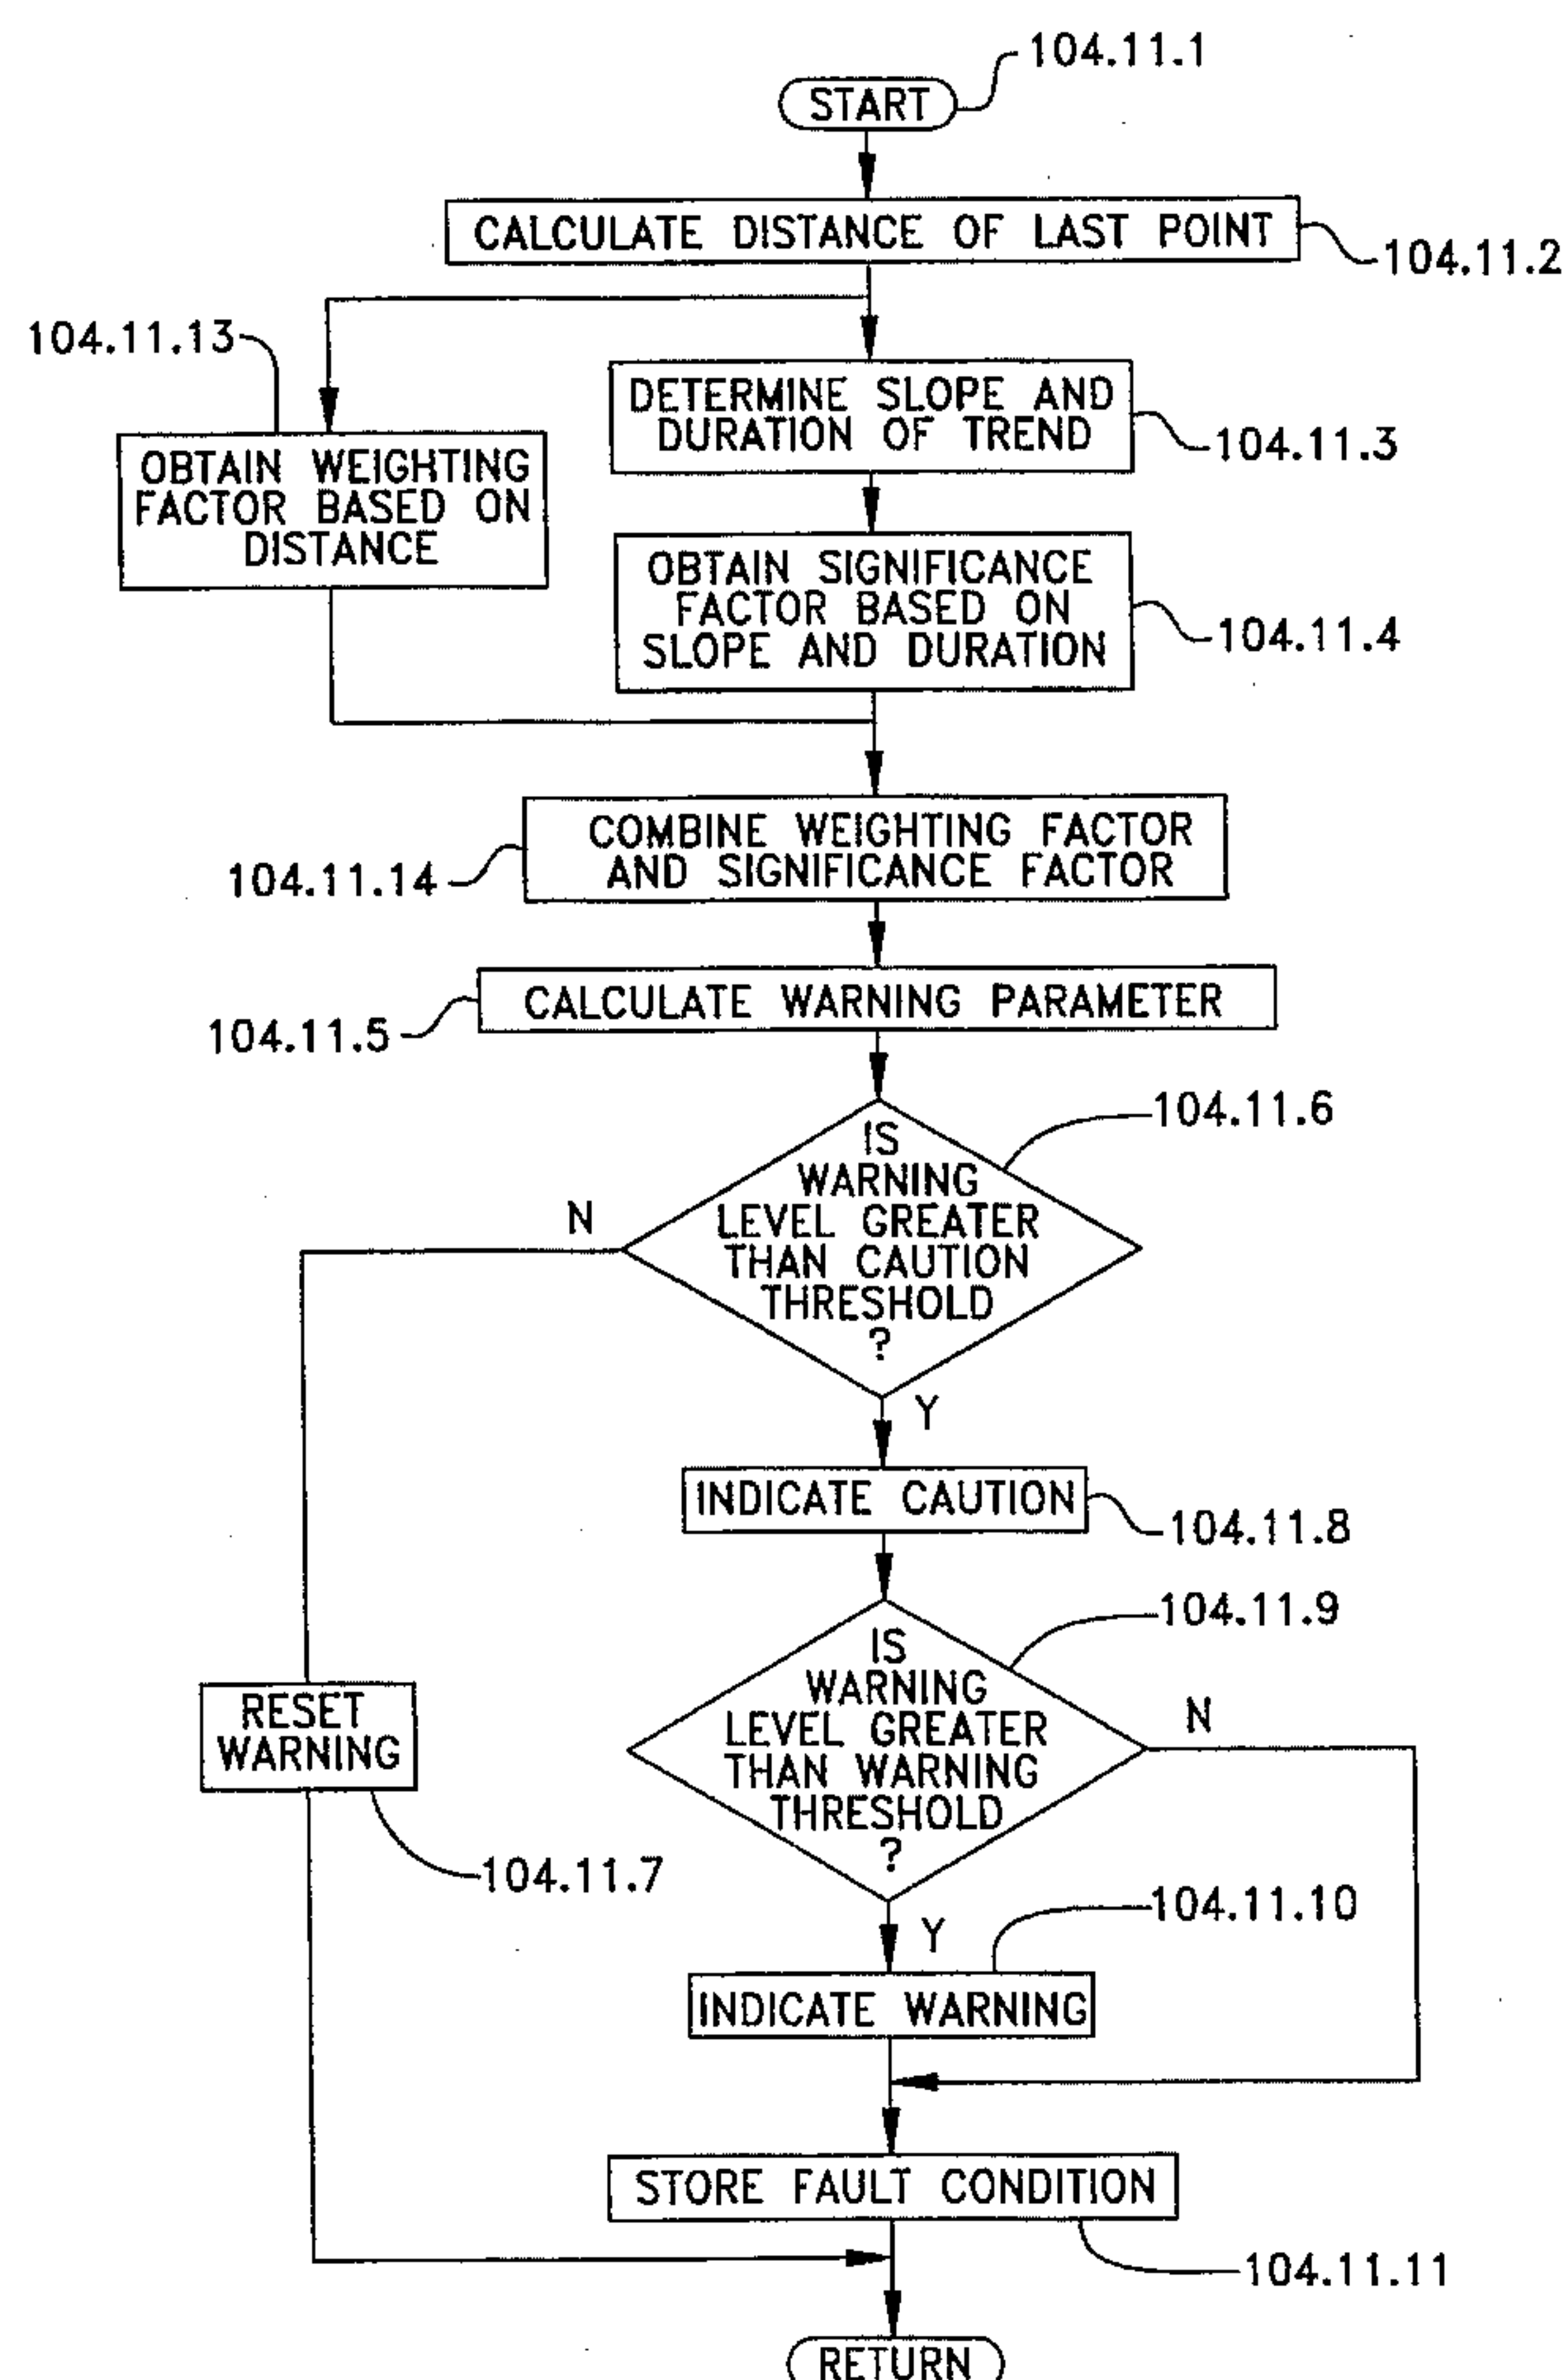 104.11.1
START
CALCULATE DISTANCE OF LAST POINT
104.11.2
104.11.13
DETERMINE SLOPE AND
DURATION OF TREND
104.11.3
OBTAIN WEIGHTING
FACTOR BASED ON
DISTANCE
OBTAIN SIGNIFICANCE
FACTOR BASED ON
SLOPE AND DURATION
104.11.4
COMBINE WEIGHTING FACTOR
AND SIGNIFICANCE FACTOR
104.11.14
CALCULATE WARNING PARAMETER
104.11.5
104.11.6
IS
WARNING
LEVEL GREATER
THAN CAUTION
THRESHOLD
?
N
Y
INDICATE CAUTION
104.11.8
104.11.9
IS
WARNING
LEVEL GREATER
THAN WARNING
THRESHOLD
?
N
RESET
WARNING
104.11.7
Y
104.11.10
INDICATE WARNING
STORE FAULT CONDITION
104.11.11
RETURN